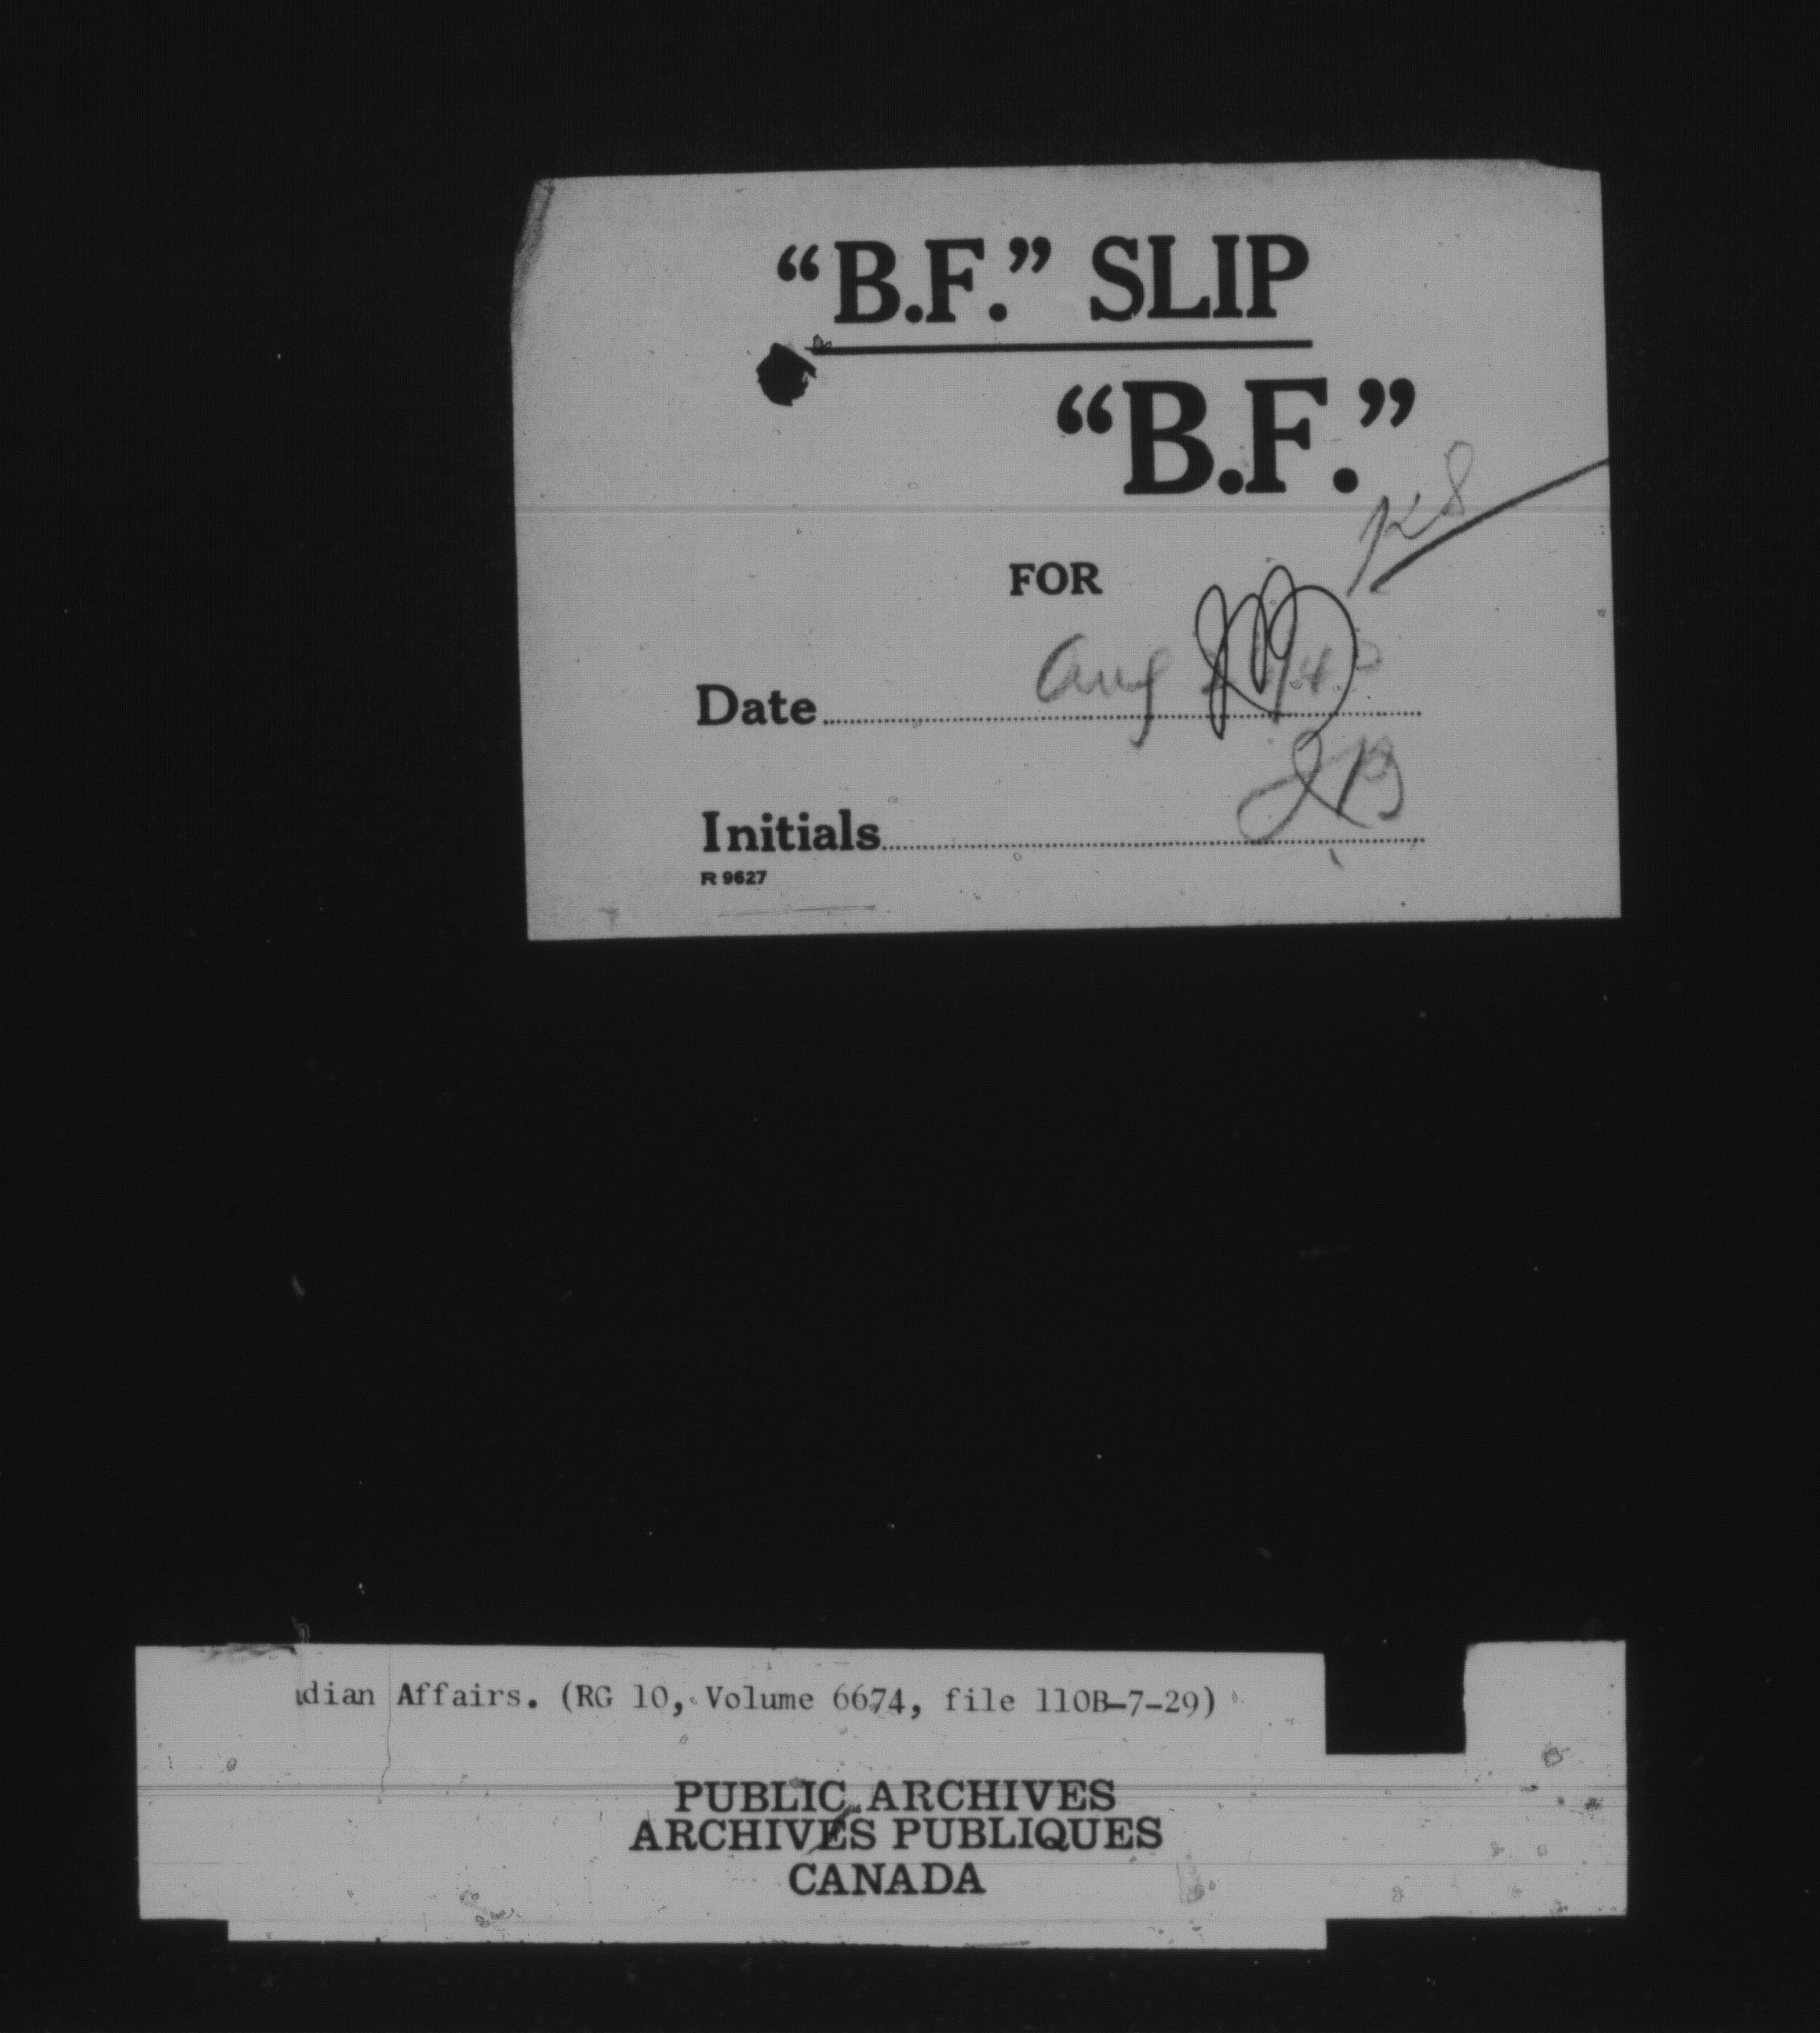 “B.F.” SLIP
“B.F.”
FOR
Date Aug
Initials
R 9627
dian Affairs. (RG 10, Volume 6674, file 110B-7-29)
PUBLIC ARCHIVES
ARCHIVES PUBLIQUES
CANADA